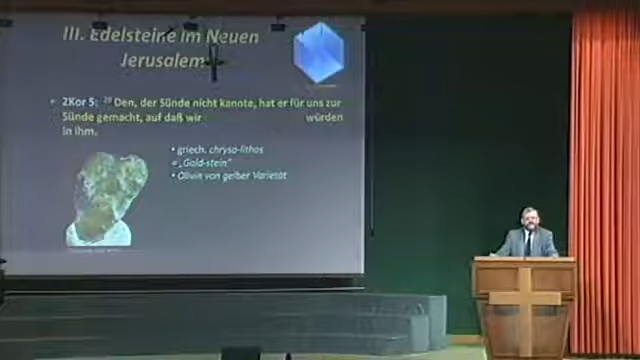 III. Edelsteine im Neuen
Jerusalem
• 2Kor 5: Den, der Sünde nicht kannte, hat er für uns zur
Sünde gemacht, auf daß wir würden
in ihm.
• griech. chryso-lithos
= „Gold-stein“
• Olivin von gelber Varietät